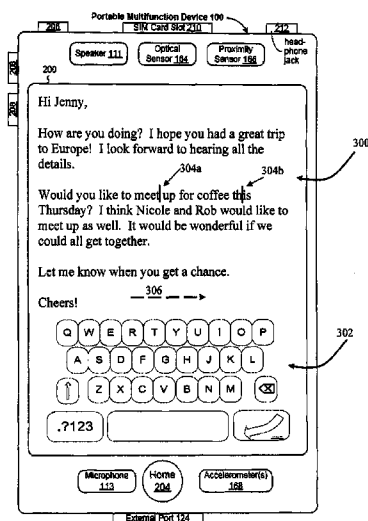 Portable Multifunction Device 100
206 SIM Card Slot 210 212
head-
phone
jack
Speaker 111 Optical Sensor 164 Proximity Sensor 166
208
208
200
Hi Jenny,
How are you doing? I hope you had a great trip
to Europe! I look forward to hearing all the
details.
304a 304b
300
Would you like to meet up for coffee this
Thursday? I think Nicole and Rob would like to
meet up as well. It would be wonderful if we
could all get together.
Let me know when you get a chance.
306
Cheers!
302
Q W E R T Y U I O P
A S D F G H J K L
Z X C V B N M
.?123
Microphone 113 Home 204 Accelerometer(s) 168
External Port 124